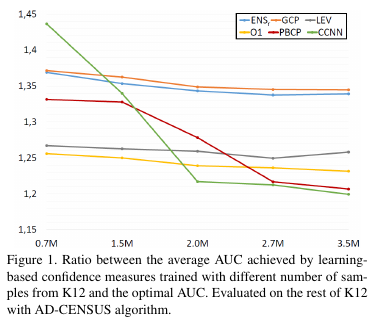 1,45
ENSr GCP LEV
O1 PBCP CCNN
1,4
1,35
1,3
1,25
1,2
1,15
0.7M 1.5M 2.0M 2.7M 3.5M
Figure 1. Ratio between the average AUC achieved by learning-
based confidence measures trained with different number of sam-
ples from K12 and the optimal AUC. Evaluated on the rest of K12
with AD-CENSUS algorithm.